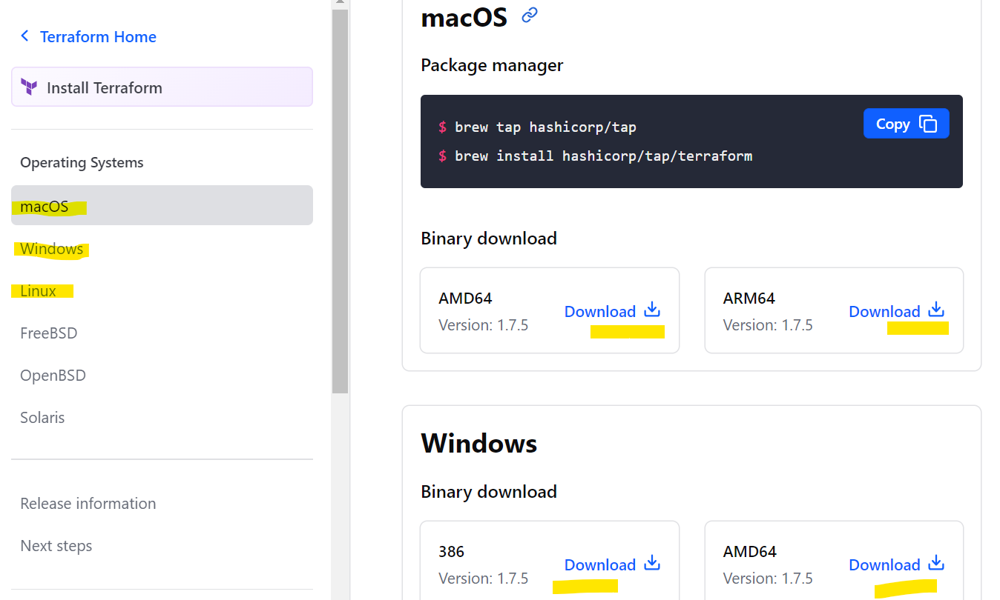 Terraform Home
Install Terraform
Operating Systems
macOS
Windows
Linux
FreeBSD
OpenBSD
Solaris
Release information
Next steps
macOS
Package manager
$ brew tap hashicorp/tap
Copy
$ brew install hashicorp/tap/terraform
Binary download
AMD64
Version: 1.7.5
Download
ARM64
Version: 1.7.5
Download
Windows
Binary download
386
Version: 1.7.5
Download
AMD64
Version: 1.7.5
Download